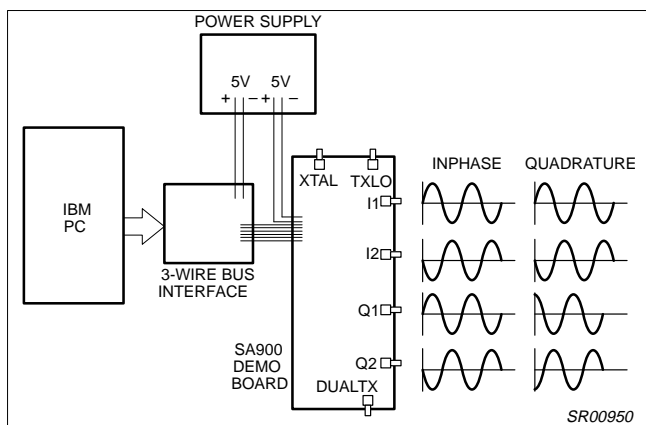 POWER SUPPLY
5V 5V
+ − + −
IBM
PC
3-WIRE BUS
INTERFACE
XTAL TXLO
I1
I2
Q1
Q2
DUALTX
SA900
DEMO
BOARD
INPHASE QUADRATURE
SR00950